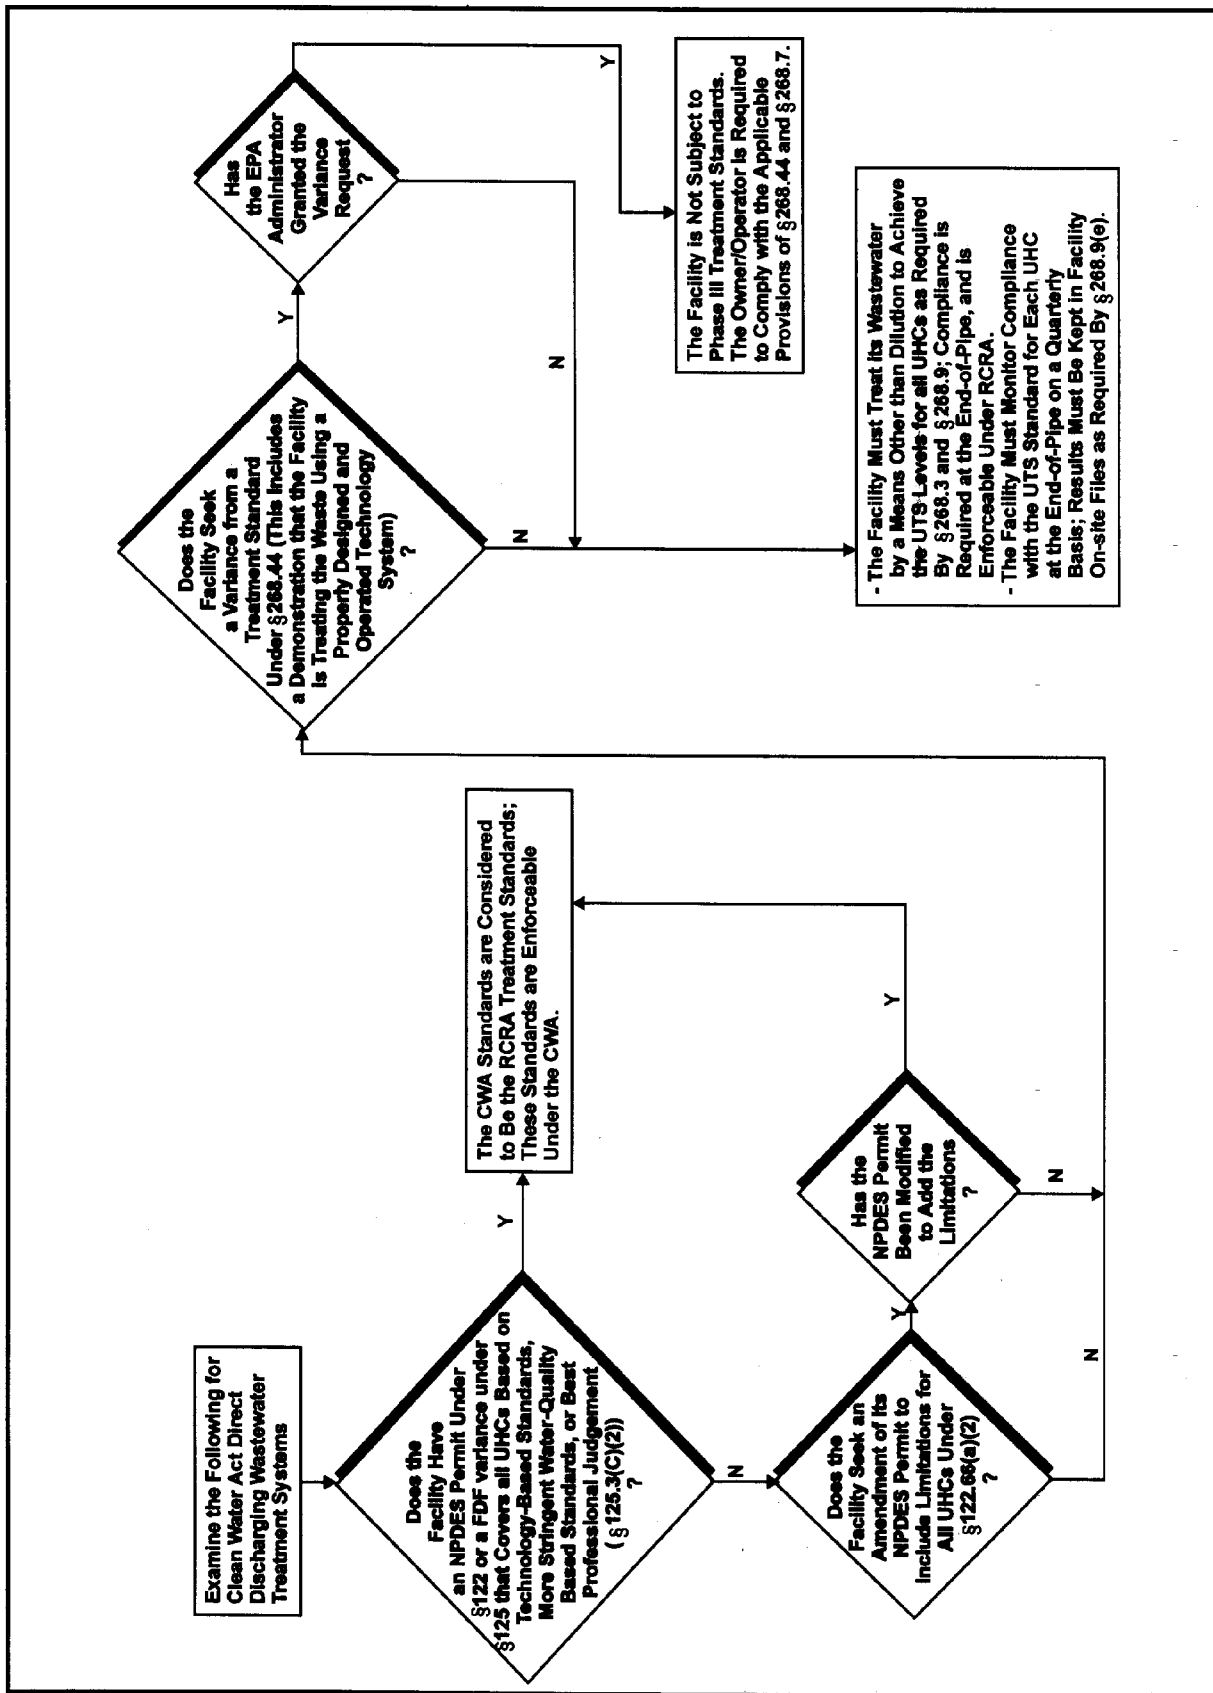 Examine the Following for
Clean Water Act Direct
Discharging Wastewater
Treatment Systems
Does the
Facility Have
an NPDES Permit Under
§122 or a FDF variance under
§125 that Covers all UHCs Based on
Technology-Based Standards,
More Stringent Water-Quality
Based Standards, or Best
Professional Judgement
(§125.3(C)(2))
?
Y
N
The CWA Standards are Considered
to Be the RCRA Treatment Standards;
These Standards are Enforceable
Under the CWA.
Does the
Facility Seek an
Amendment of its
NPDES Permit to
Include Limitations for
All UHCs Under
§122.68(a)(2)
?
Y
N
Has the
NPDES Permit
Been Modified
to Add the
Limitations
?
Y
N
Does the
Facility Seek
a Variance from a
Treatment Standard
Under §268.44 (This Includes
a Demonstration that the Facility
is Treating the Waste Using a
Properly Designed and
Operated Technology
System)
?
Y
N
Has
the EPA
Administrator
Granted the
Variance
Request
?
Y
N
The Facility is Not Subject to
Phase III Treatment Standards.
The Owner/Operator is Required
to Comply with the Applicable
Provisions of §268.44 and §268.7.
- The Facility Must Treat its Wastewater
by a Means Other than Dilution to Achieve
the UTS Levels for all UHCs as Required
By §268.3 and §268.9; Compliance is
Required at the End-of-Pipe, and is
Enforceable Under RCRA.
- The Facility Must Monitor Compliance
with the UTS Standard for Each UHC
at the End-of-Pipe on a Quarterly
Basis; Results Must Be Kept in Facility
On-site Files as Required By §268.9(e).